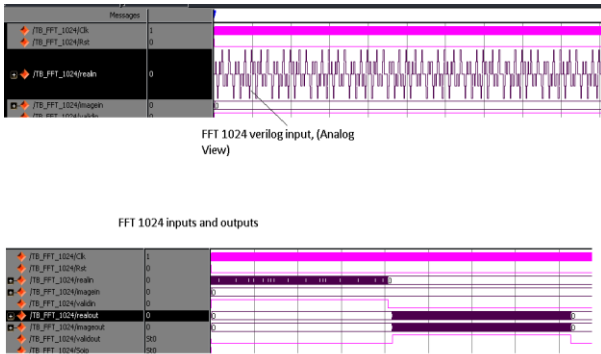 Messages
/TB_FFT_1024/Clk 1
/TB_FFT_1024/Rst 0
/TB_FFT_1024/realin 0
/TB_FFT_1024/imagein 0 0
/TB_FFT_1024/validin 0
FFT 1024 verilog input, (Analog
View)
FFT 1024 inputs and outputs
/TB_FFT_1024/Clk 1
/TB_FFT_1024/Rst 0
/TB_FFT_1024/realin 0 0
/TB_FFT_1024/imagein 0 0
/TB_FFT_1024/validin 0
/TB_FFT_1024/realout 0 0 0
/TB_FFT_1024/imageout 0 0 0
/TB_FFT_1024/validout St0
/TB_FFT_1024/ St0